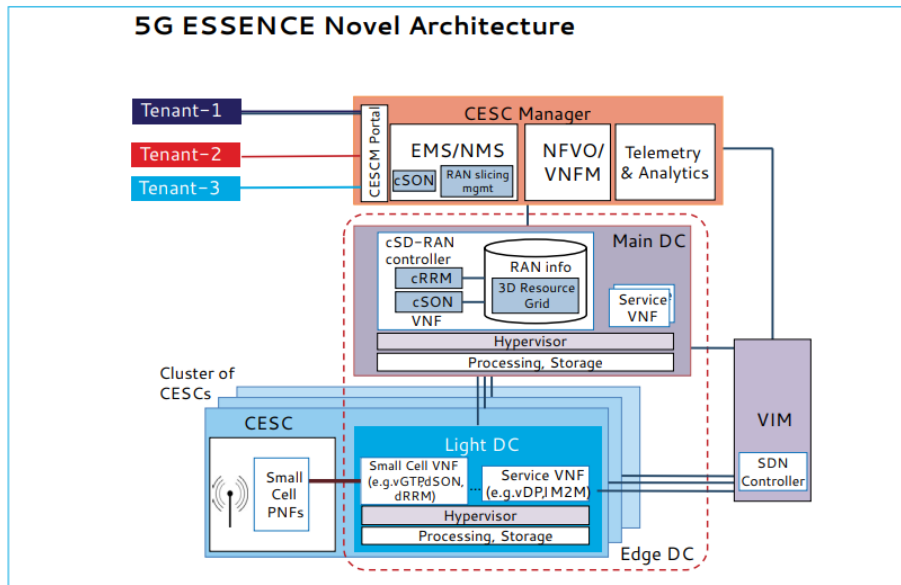 5G ESSENCE Novel Architecture
Tenant-1
Tenant-2
Tenant-3
CESCM Portal
CESC Manager
EMS/NMS
cSON
RAN slicing
mgmt
NFVO/
VNFM
Telemetry
& Analytics
Main DC
cSD-RAN
controller
cRRM
cSON
VNF
RAN info
3D Resource
Grid
Service
VNF
Hypervisor
Processing, Storage
Cluster of
CESCs
CESC
Small
Cell
PNFs
Light DC
Small Cell VNF
(e.g.vGTP,dSON,
dRRM)
...
Service VNF
(e.g.vDPI,M2M)
Hypervisor
Processing, Storage
Edge DC
VIM
SDN
Controller